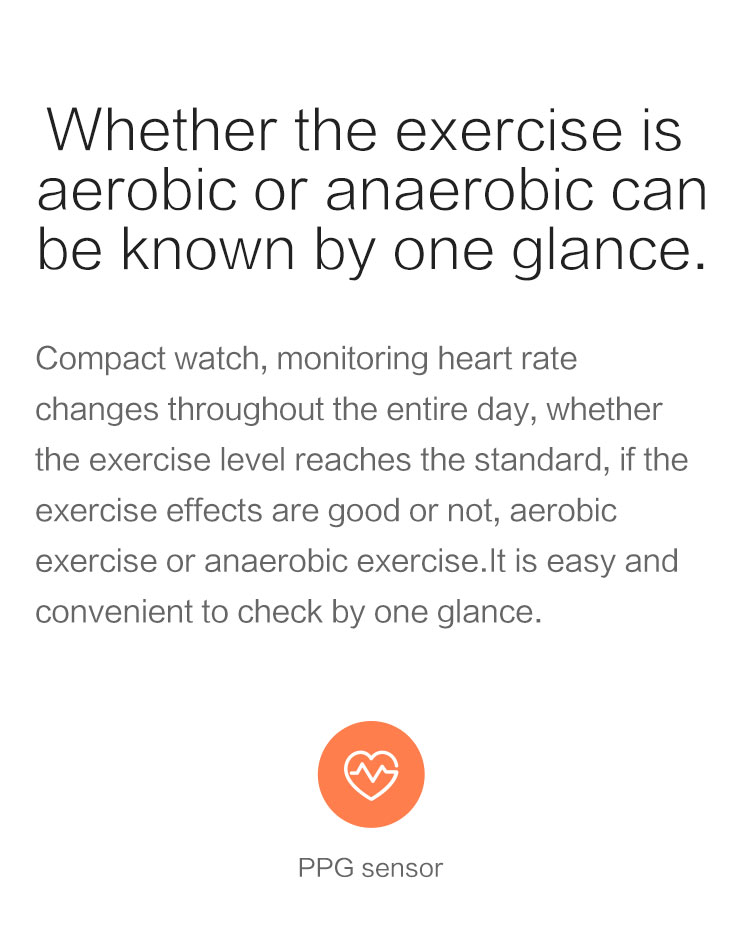 Whether the exercise is
aerobic or anaerobic can
be known by one glance.
Compact watch, monitoring heart rate
changes throughout the entire day, whether
the exercise level reaches the standard, if the
exercise effects are good or not, aerobic
exercise or anaerobic exercise.It is easy and
convenient to check by one glance.
PPG sensor